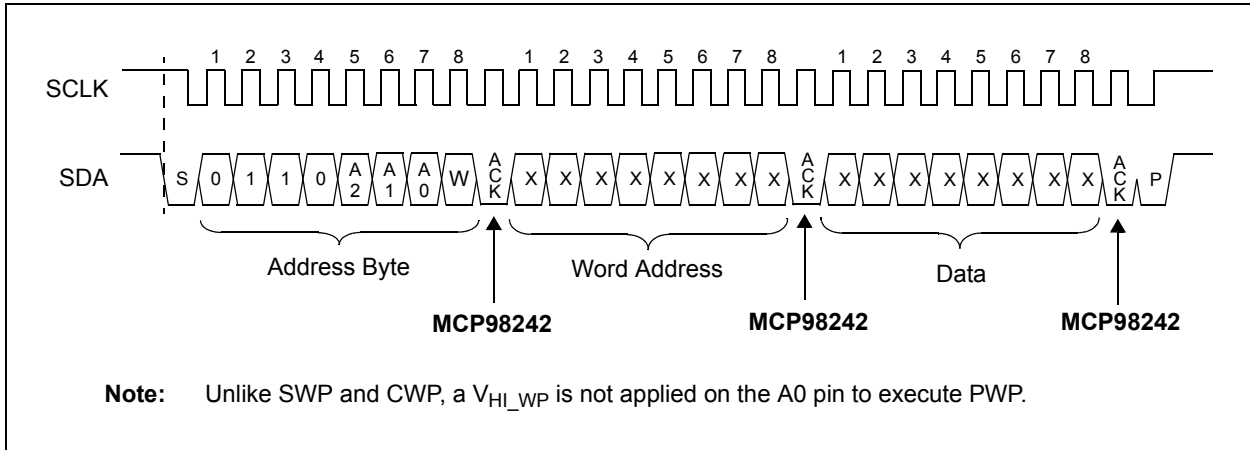 1 2 3 4 5 6 7 8 1 2 3 4 5 6 7 8 1 2 3 4 5 6 7 8
SCLK
SDA S 0 1 1 0 A2 A1 A0 W ACK X X X X X X X X ACK X X X X X X X X ACK P
Address Byte Word Address Data
MCP98242 MCP98242 MCP98242
Note: Unlike SWP and CWP, a VHI_WP is not applied on the A0 pin to execute PWP.